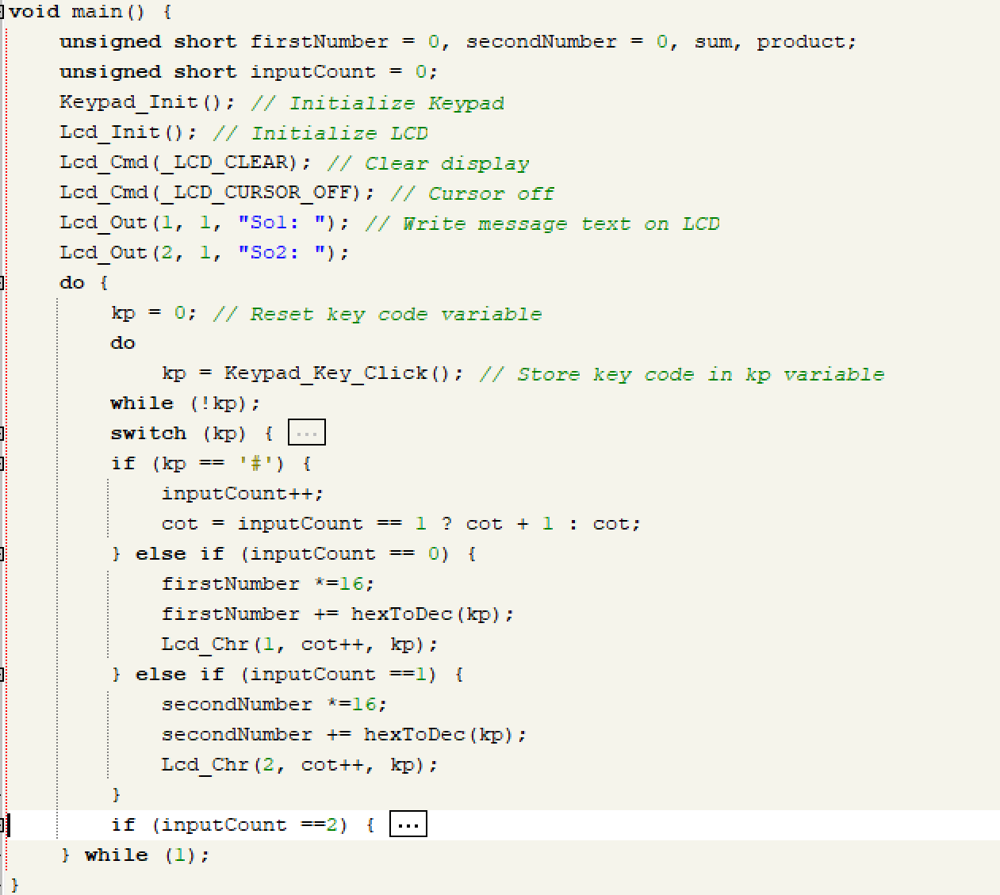 void main() {
unsigned short firstNumber = 0, secondNumber = 0, sum, product;
unsigned short inputCount = 0;
Keypad_Init(); // Initialize Keypad
Lcd_Init(); // Initialize LCD
Lcd_Cmd(_LCD_CLEAR); // Clear display
Lcd_Cmd(_LCD_CURSOR_OFF); // Cursor off
Lcd_Out(1, 1, "So1: "); // Write message text on LCD
Lcd_Out(2, 1, "So2: ");
do {
kp = 0; // Reset key code variable
do
kp = Keypad_Key_Click(); // Store key code in kp variable
while (!kp);
switch (kp) { ...
if (kp == '#') {
inputCount++;
cot = inputCount == 1 ? cot + 1 : cot;
} else if (inputCount == 0) {
firstNumber *=16;
firstNumber += hexToDec(kp);
Lcd_Chr(1, cot++, kp);
} else if (inputCount ==1) {
secondNumber *=16;
secondNumber += hexToDec(kp);
Lcd_Chr(2, cot++, kp);
}
if (inputCount ==2) { ...
} while (1);
}